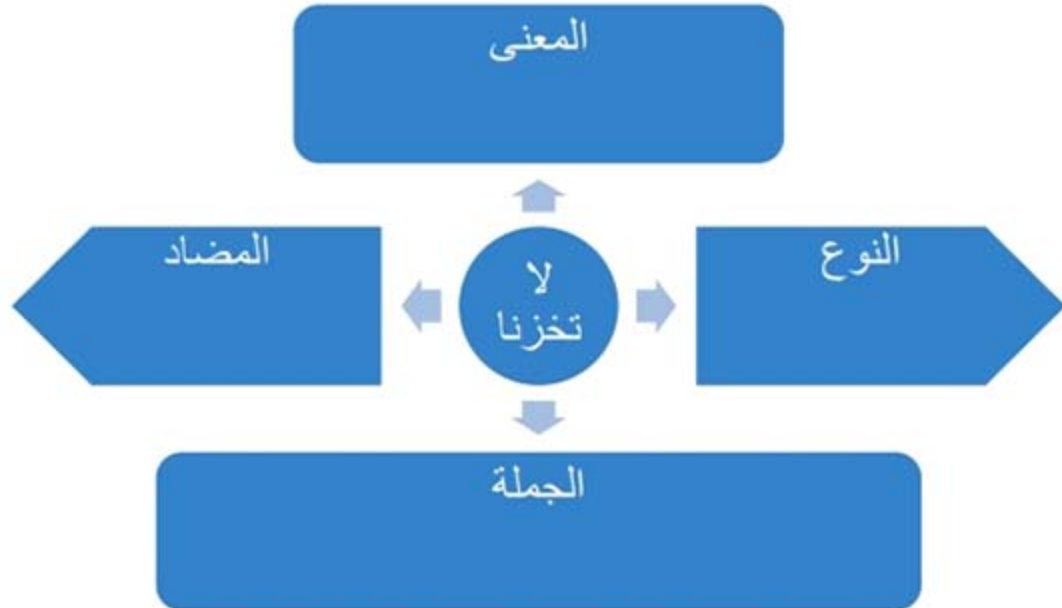 المعنى
النوع
لا
تخزنا
المضاد
الجملة